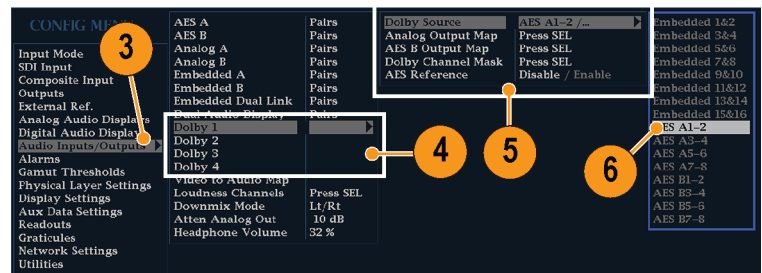 CONFIG MEN
Input Mode
SDI Input
Composite Input
Outputs
External Ref.
Analog Audio Displays
Digital Audio Display
Audio Inputs/Outputs
Alarms
Gamut Thresholds
Physical Layer Settings
Display Settings
Aux Data Settings
Readouts
Graticules
Network Settings
Utilities
3
AES A Pairs
AES B Pairs
Analog A Pairs
Analog B Pairs
Embedded A Pairs
Embedded B Pairs
Embedded Dual Link Pairs
Dual Audio Display Pairs
Dolby 1
Dolby 2
Dolby 3
Dolby 4
Video to Audio Map
Loudness Channels Press SEL
Downmix Mode Lt/Rt
Atten Analog Out 10 dB
Headphone Volume 32 %
4
Dolby Source AES A1-2 /...
Analog Output Map Press SEL
AES B Output Map Press SEL
Dolby Channel Mask Press SEL
AES Reference Disable / Enable
5
Embedded 1&2
Embedded 3&4
Embedded 5&6
Embedded 7&8
Embedded 9&10
Embedded 11&12
Embedded 13&14
Embedded 15&16
AES A1-2
AES A3-4
AES A5-6
AES A7-8
AES B1-2
AES B3-4
AES B5-6
AES B7-8
6